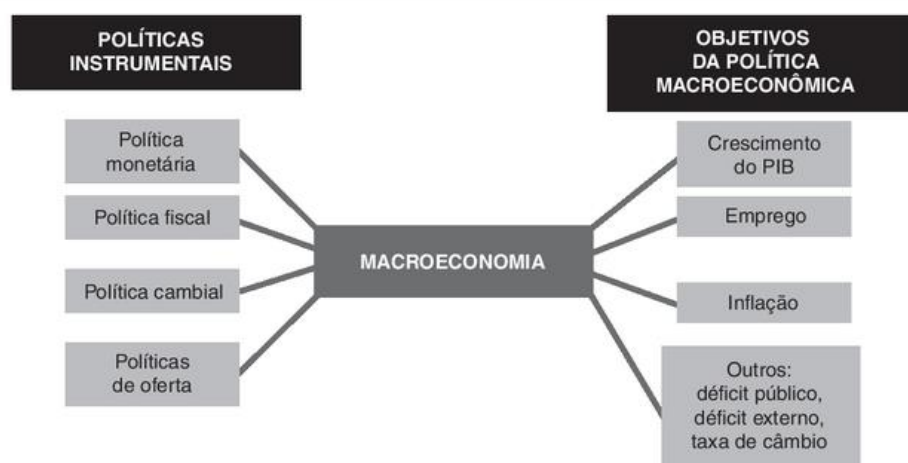 POLÍTICAS
INSTRUMENTAIS
Política
monetária
Política fiscal
Política cambial
Políticas
de oferta
MACROECONOMIA
OBJETIVOS
DA POLÍTICA
MACROECONÔMICA
Crescimento
do PIB
Emprego
Inflação
Outros:
déficit público,
déficit externo,
taxa de câmbio